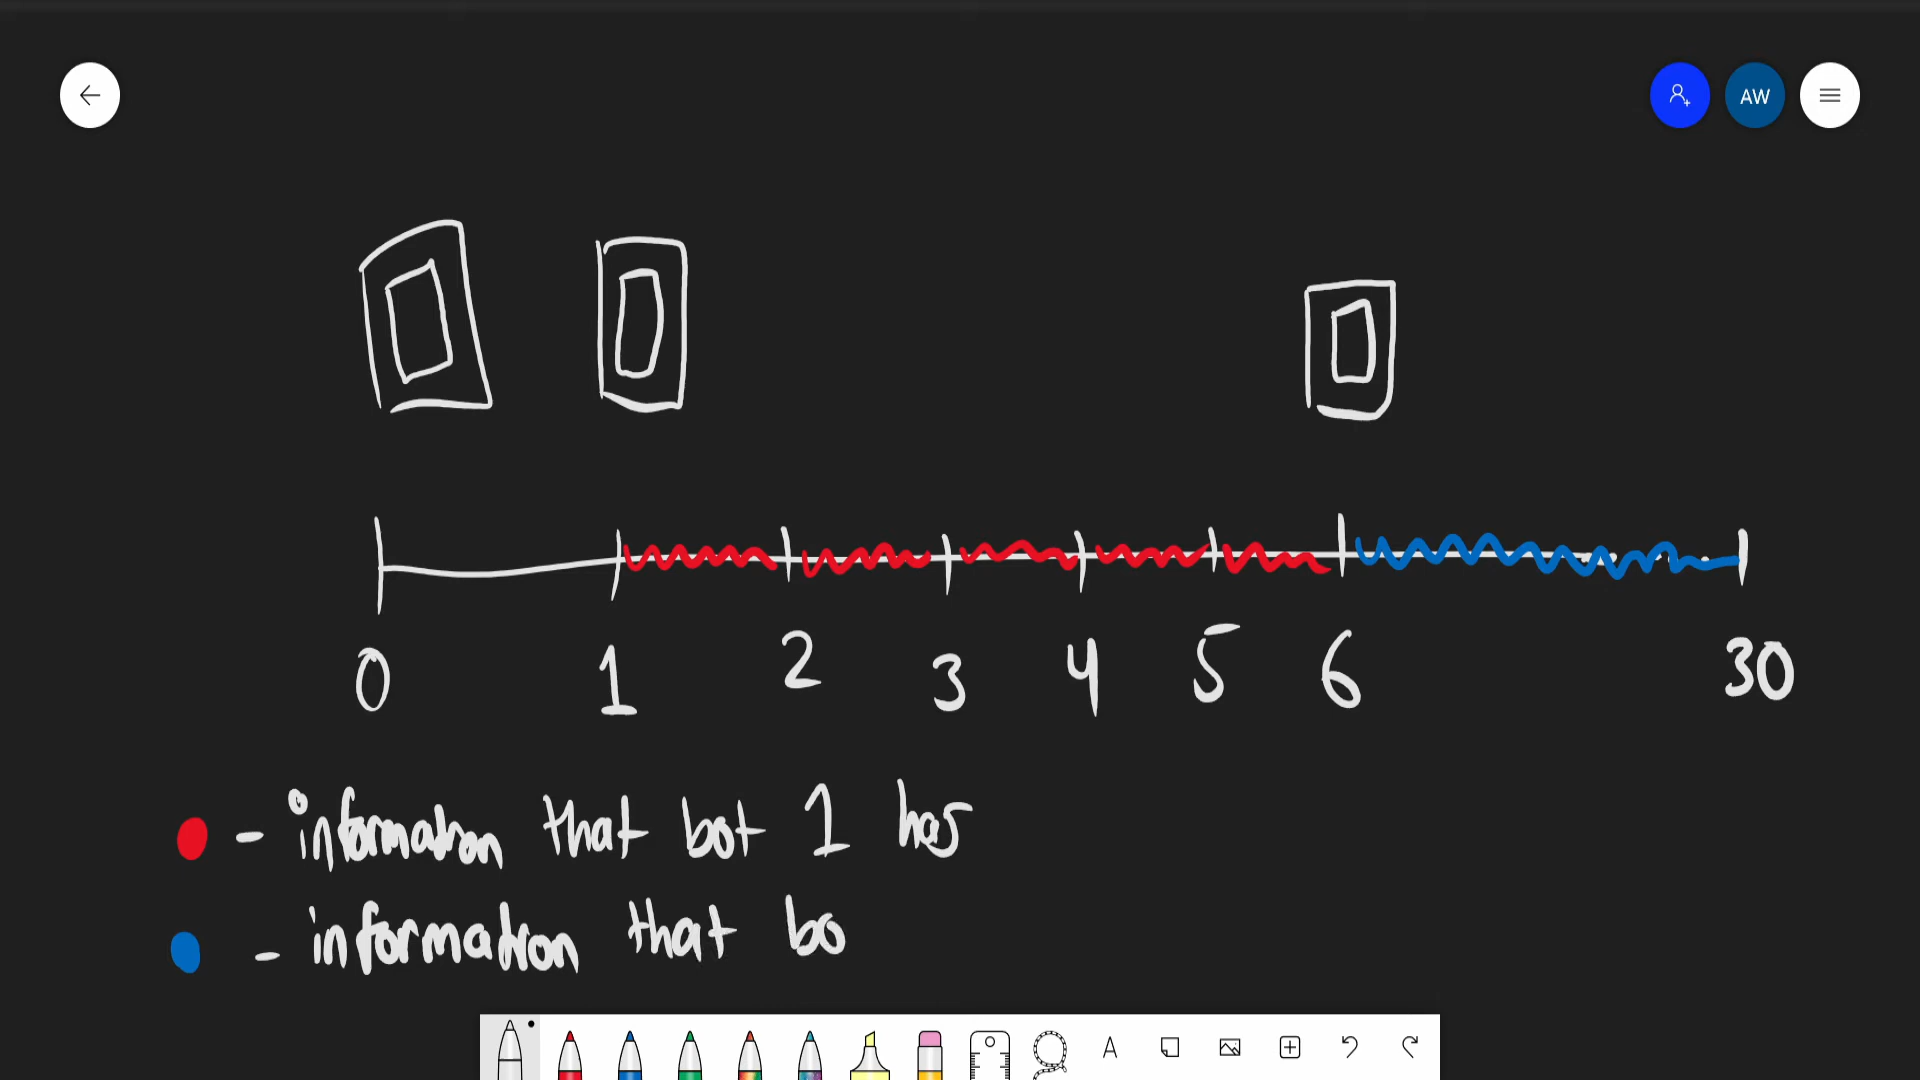 AW
0 1 2 3 4 5 6 30
- information that bot 1 has
- information that bo
A